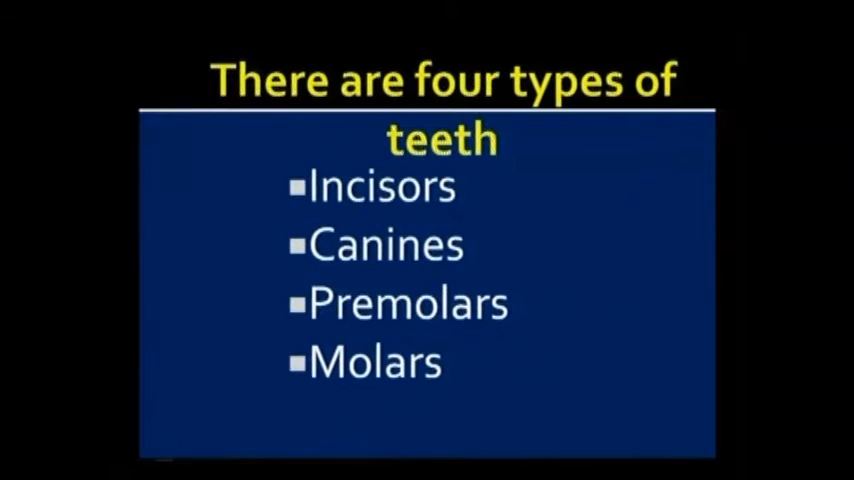 There are four types of
teeth
Incisors
Canines
Premolars
Molars